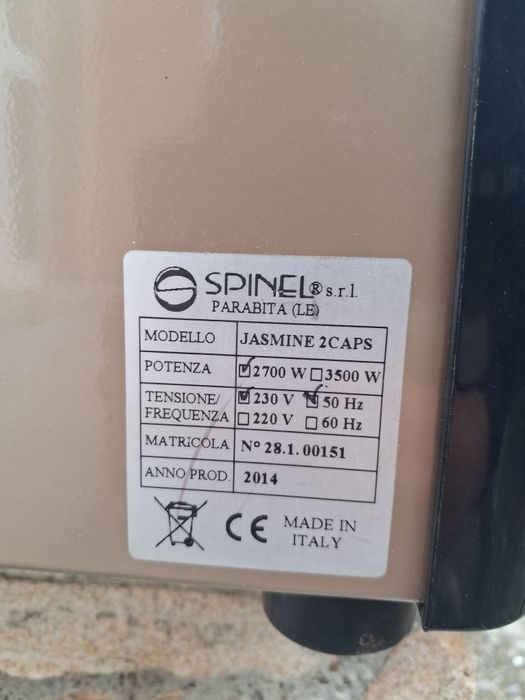 SPINEL® s.r.l.
PARABITA (LE)
MODELLO JASMINE 2CAPS
POTENZA ☑2700 W ☐3500 W
TENSIONE/ ☑230 V ☑50 Hz
FREQUENZA ☐220 V ☐60 Hz
MATRICOLA N° 28.1.00151
ANNO PROD. 2014
CE MADE IN
ITALY